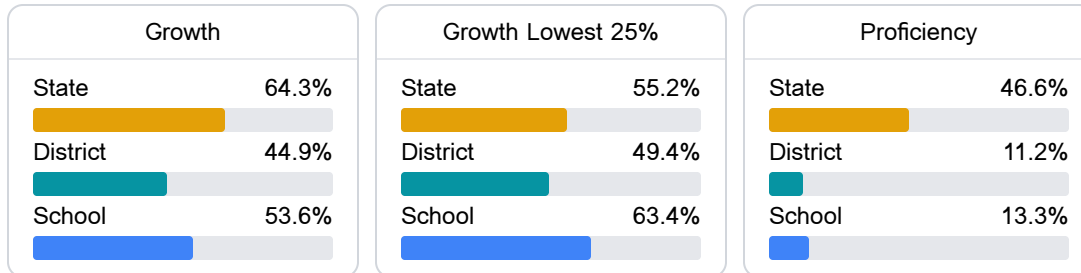 Growth
State 64.3%
District 44.9%
School 53.6%
Growth Lowest 25%
State 55.2%
District 49.4%
School 63.4%
Proficiency
State 46.6%
District 11.2%
School 13.3%